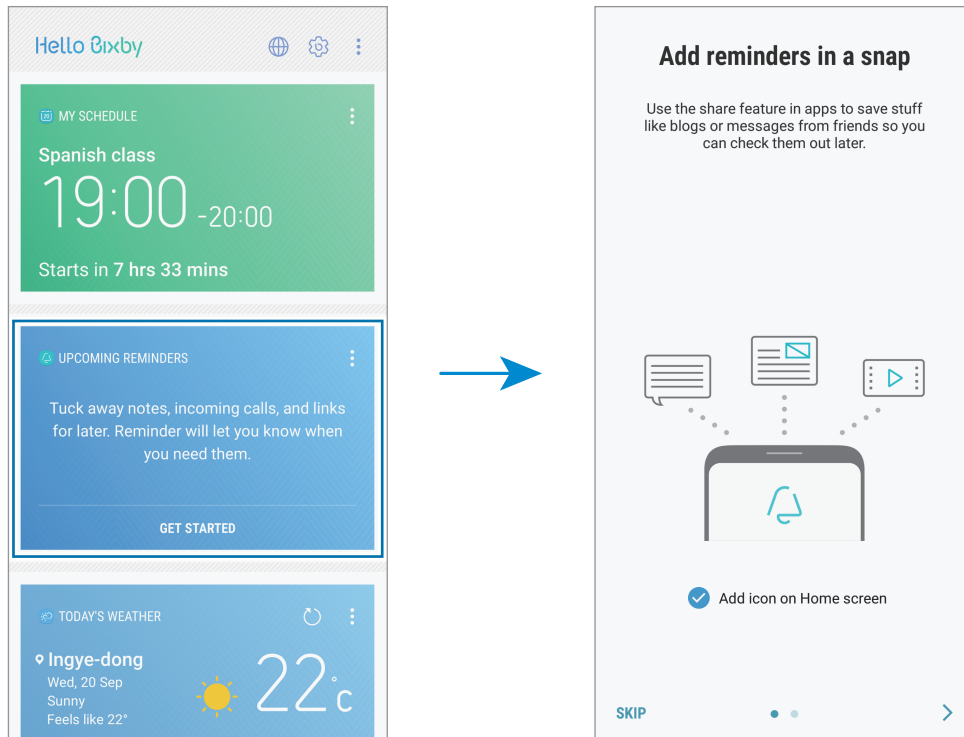 Hello Bixby
MY SCHEDULE
Spanish class
19:00 -20:00
Starts in 7 hrs 33 mins
UPCOMING REMINDERS
Tuck away notes, incoming calls, and links
for later. Reminder will let you know when
you need them.
GET STARTED
TODAY'S WEATHER
Ingye-dong
Wed, 20 Sep
Sunny
Feels like 22°
22°c
Add reminders in a snap
Use the share feature in apps to save stuff
like blogs or messages from friends so you
can check them out later.
Add icon on Home screen
SKIP